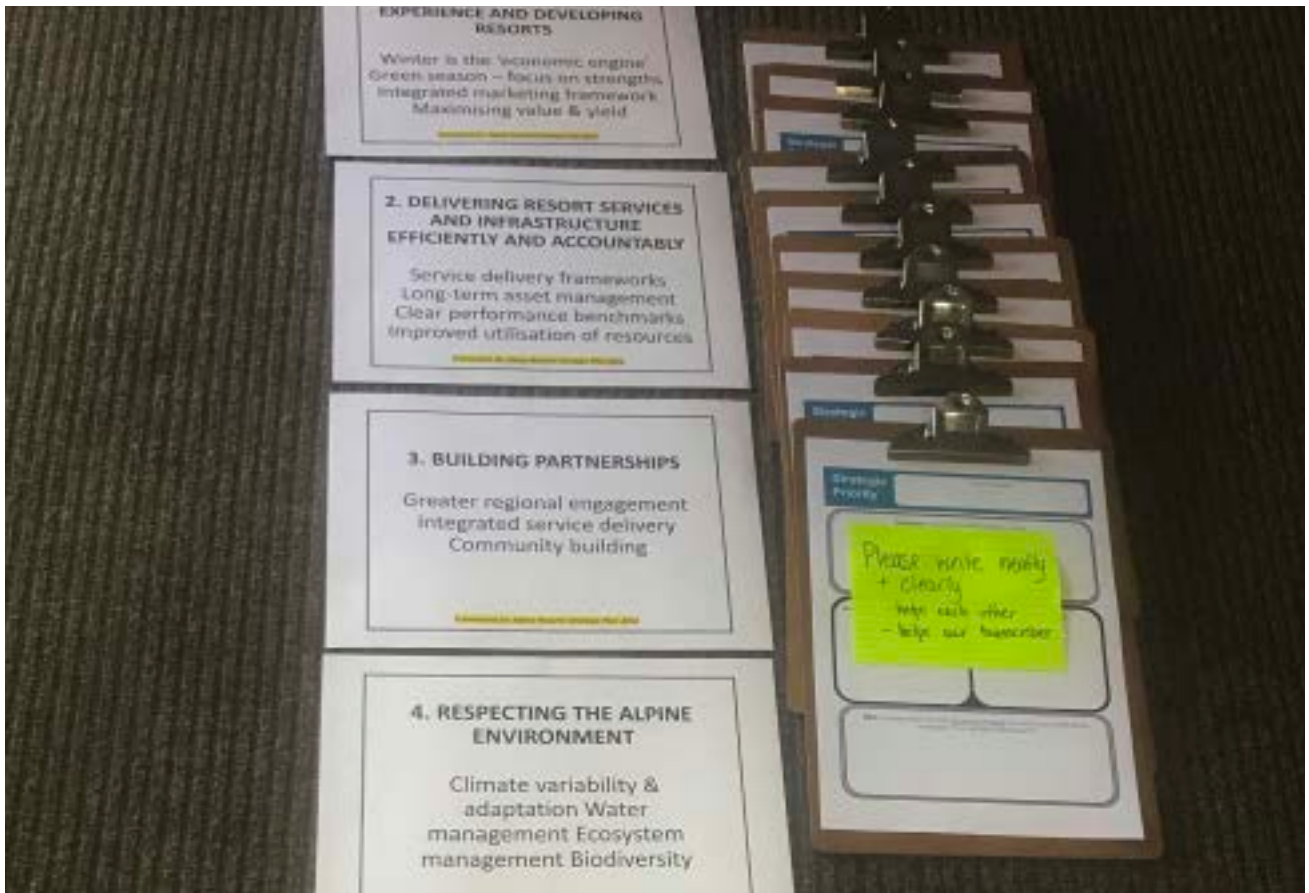 EXPERIENCE AND DEVELOPING
RESORTS
Winter is the 'economic engine'
Green season – focus on strengths
Integrated marketing framework
Maximising value & yield
2. DELIVERING RESORT SERVICES
AND INFRASTRUCTURE
EFFICIENTLY AND ACCOUNTABLY
Service delivery frameworks
Long-term asset management
Clear performance benchmarks
Improved utilisation of resources
3. BUILDING PARTNERSHIPS
Greater regional engagement
Integrated service delivery
Community building
4. RESPECTING THE ALPINE
ENVIRONMENT
Climate variability &
adaptation Water
management Ecosystem
management Biodiversity
Strategic
Strategic
Strategic
Priority
Please write neatly
+ clearly
- helps each other
- helps our transcriber